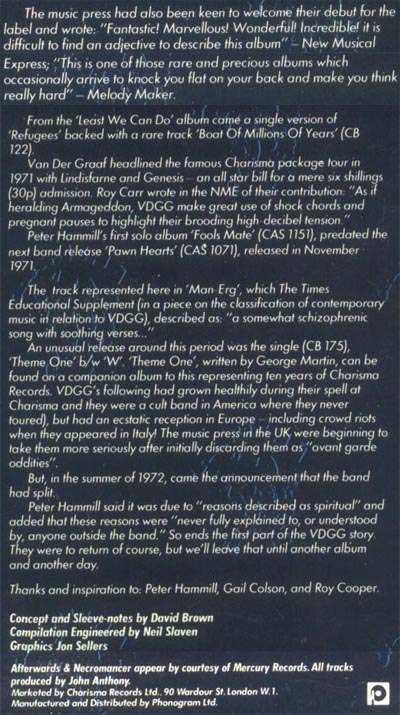 The music press had also been keen to welcome their debut for the
label and wrote: "Fantastic! Marvellous! Wonderful! Incredible! it is
difficult to find an adjective to describe this album" – New Musical
Express; "This is one of those rare and precious albums which
occasionally arrive to knock you flat on your back and make you think
really hard" – Melody Maker.
From the 'Least We Can Do' album came a single version of
'Refugees' backed with a rare track 'Boat Of Millions Of Years' (CB
122).
Van Der Graaf headlined the famous Charisma package tour in
1971 with Lindisfarne and Genesis – an all star bill for a mere six shillings
(30p) admission. Roy Carr wrote in the NME of their contribution: "As if
heralding Armageddon, VDGG make great use of shock chords and
pregnant pauses to highlight their brooding high-decibel tension."
Peter Hammill's first solo album 'Fools Mate' (CAS 1151), predated the
next band release 'Pawn Hearts' (CAS 1071), released in November
1971.
The track represented here in 'Man-Erg', which The Times
Educational Supplement (in a piece on the classification of contemporary
music in relation to VDGG), described as: "a somewhat schizophrenic
song with soothing verses..."
An unusual release around this period was the single (CB 175),
'Theme One' b/w 'W'. 'Theme One', written by George Martin, can be
found on a companion album to this representing ten years of Charisma
Records. VDGG's following had grown healthily during their spell at
Charisma and they were a cult band in America where they never
toured), but had an ecstatic reception in Europe – including crowd riots
when they appeared in Italy! The music press in the UK were beginning to
take them more seriously after initially discarding them as "avant garde
oddities".
But, in the summer of 1972, came the announcement that the band
had split.
Peter Hammill said it was due to "reasons described as spiritual" and
added that these reasons were "never fully explained to, or understood
by, anyone outside the band." So ends the first part of the VDGG story.
They were to return of course, but we'll leave that until another album
and another day.
Thanks and inspiration to: Peter Hammill, Gail Colson, and Roy Cooper.
Concept and Sleeve-notes by David Brown
Compilation Engineered by Neil Slaven
Graphics Jon Sellers
Afterwards & Necromancer appear by courtesy of Mercury Records. All tracks
produced by John Anthony.
Marketed by Charisma Records Ltd., 90 Wardour St. London W.1.
Manufactured and Distributed by Phonogram Ltd.